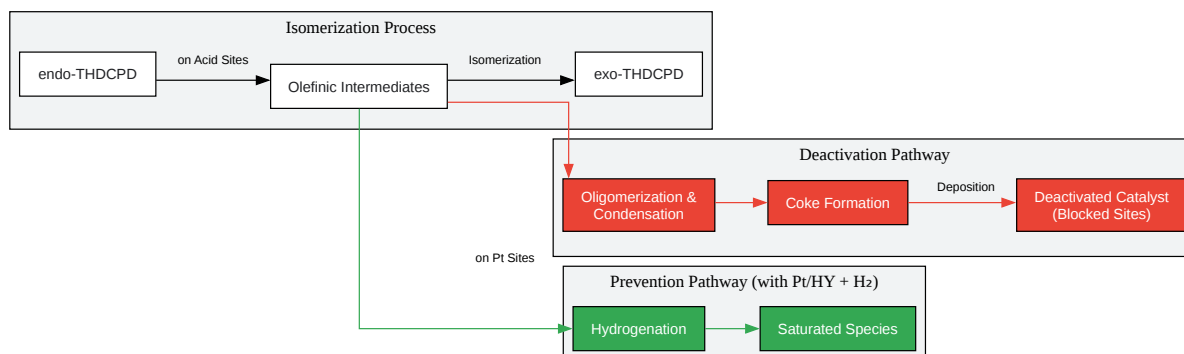 Isomerization Process
endo-THDCPD
on Acid Sites
Olefinic Intermediates
Isomerization
exo-THDCPD
Deactivation Pathway
Oligomerization &
Condensation
Coke Formation
Deposition
Deactivated Catalyst
(Blocked Sites)
on Pt Sites
Prevention Pathway (with Pt/HY + H₂)
Hydrogenation
Saturated Species